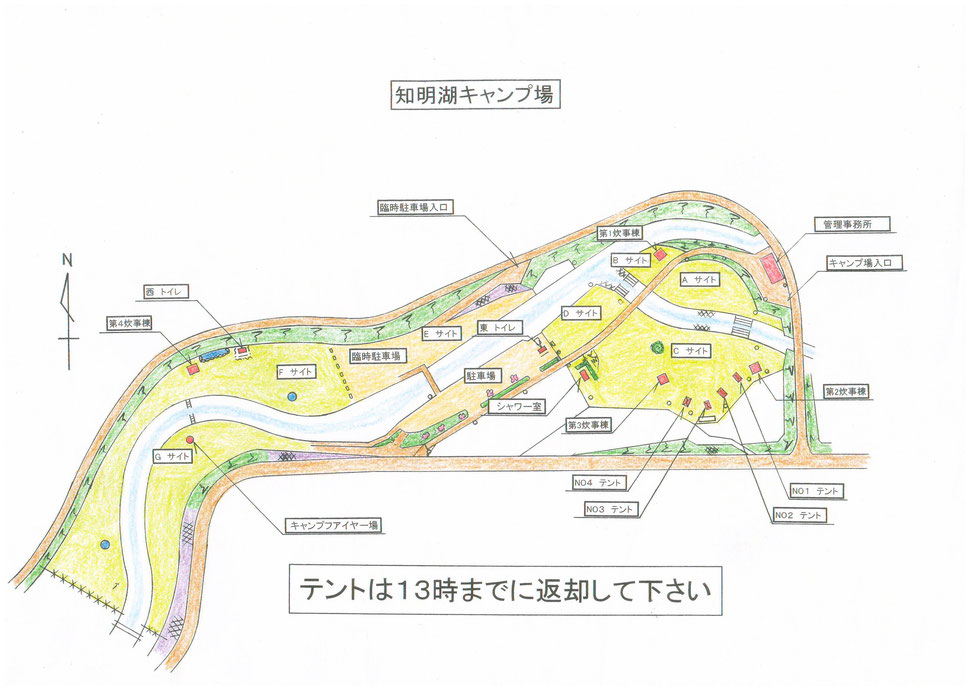 知明湖キャンプ場
臨時駐車場入口
第1炊事棟
管理事務所
B サイト
キャンプ場入口
N
A サイト
西 トイレ
D サイト
第4炊事棟
E サイト
東 トイレ
C サイト
臨時駐車場
F サイト
駐車場
シャワー室
第2炊事棟
第3炊事棟
G サイト
NO4 テント
NO1 テント
NO3 テント
NO2 テント
キャンプフアイヤー場
テントは13時までに返却して下さい